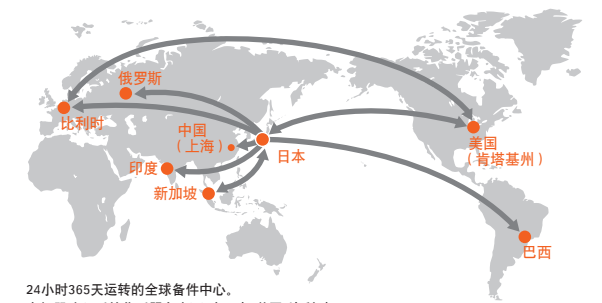 俄罗斯
比利时
中国
（上海）
日本
美国
（肯塔基州）
印度
新加坡
巴西
24小时365天运转的全球备件中心。